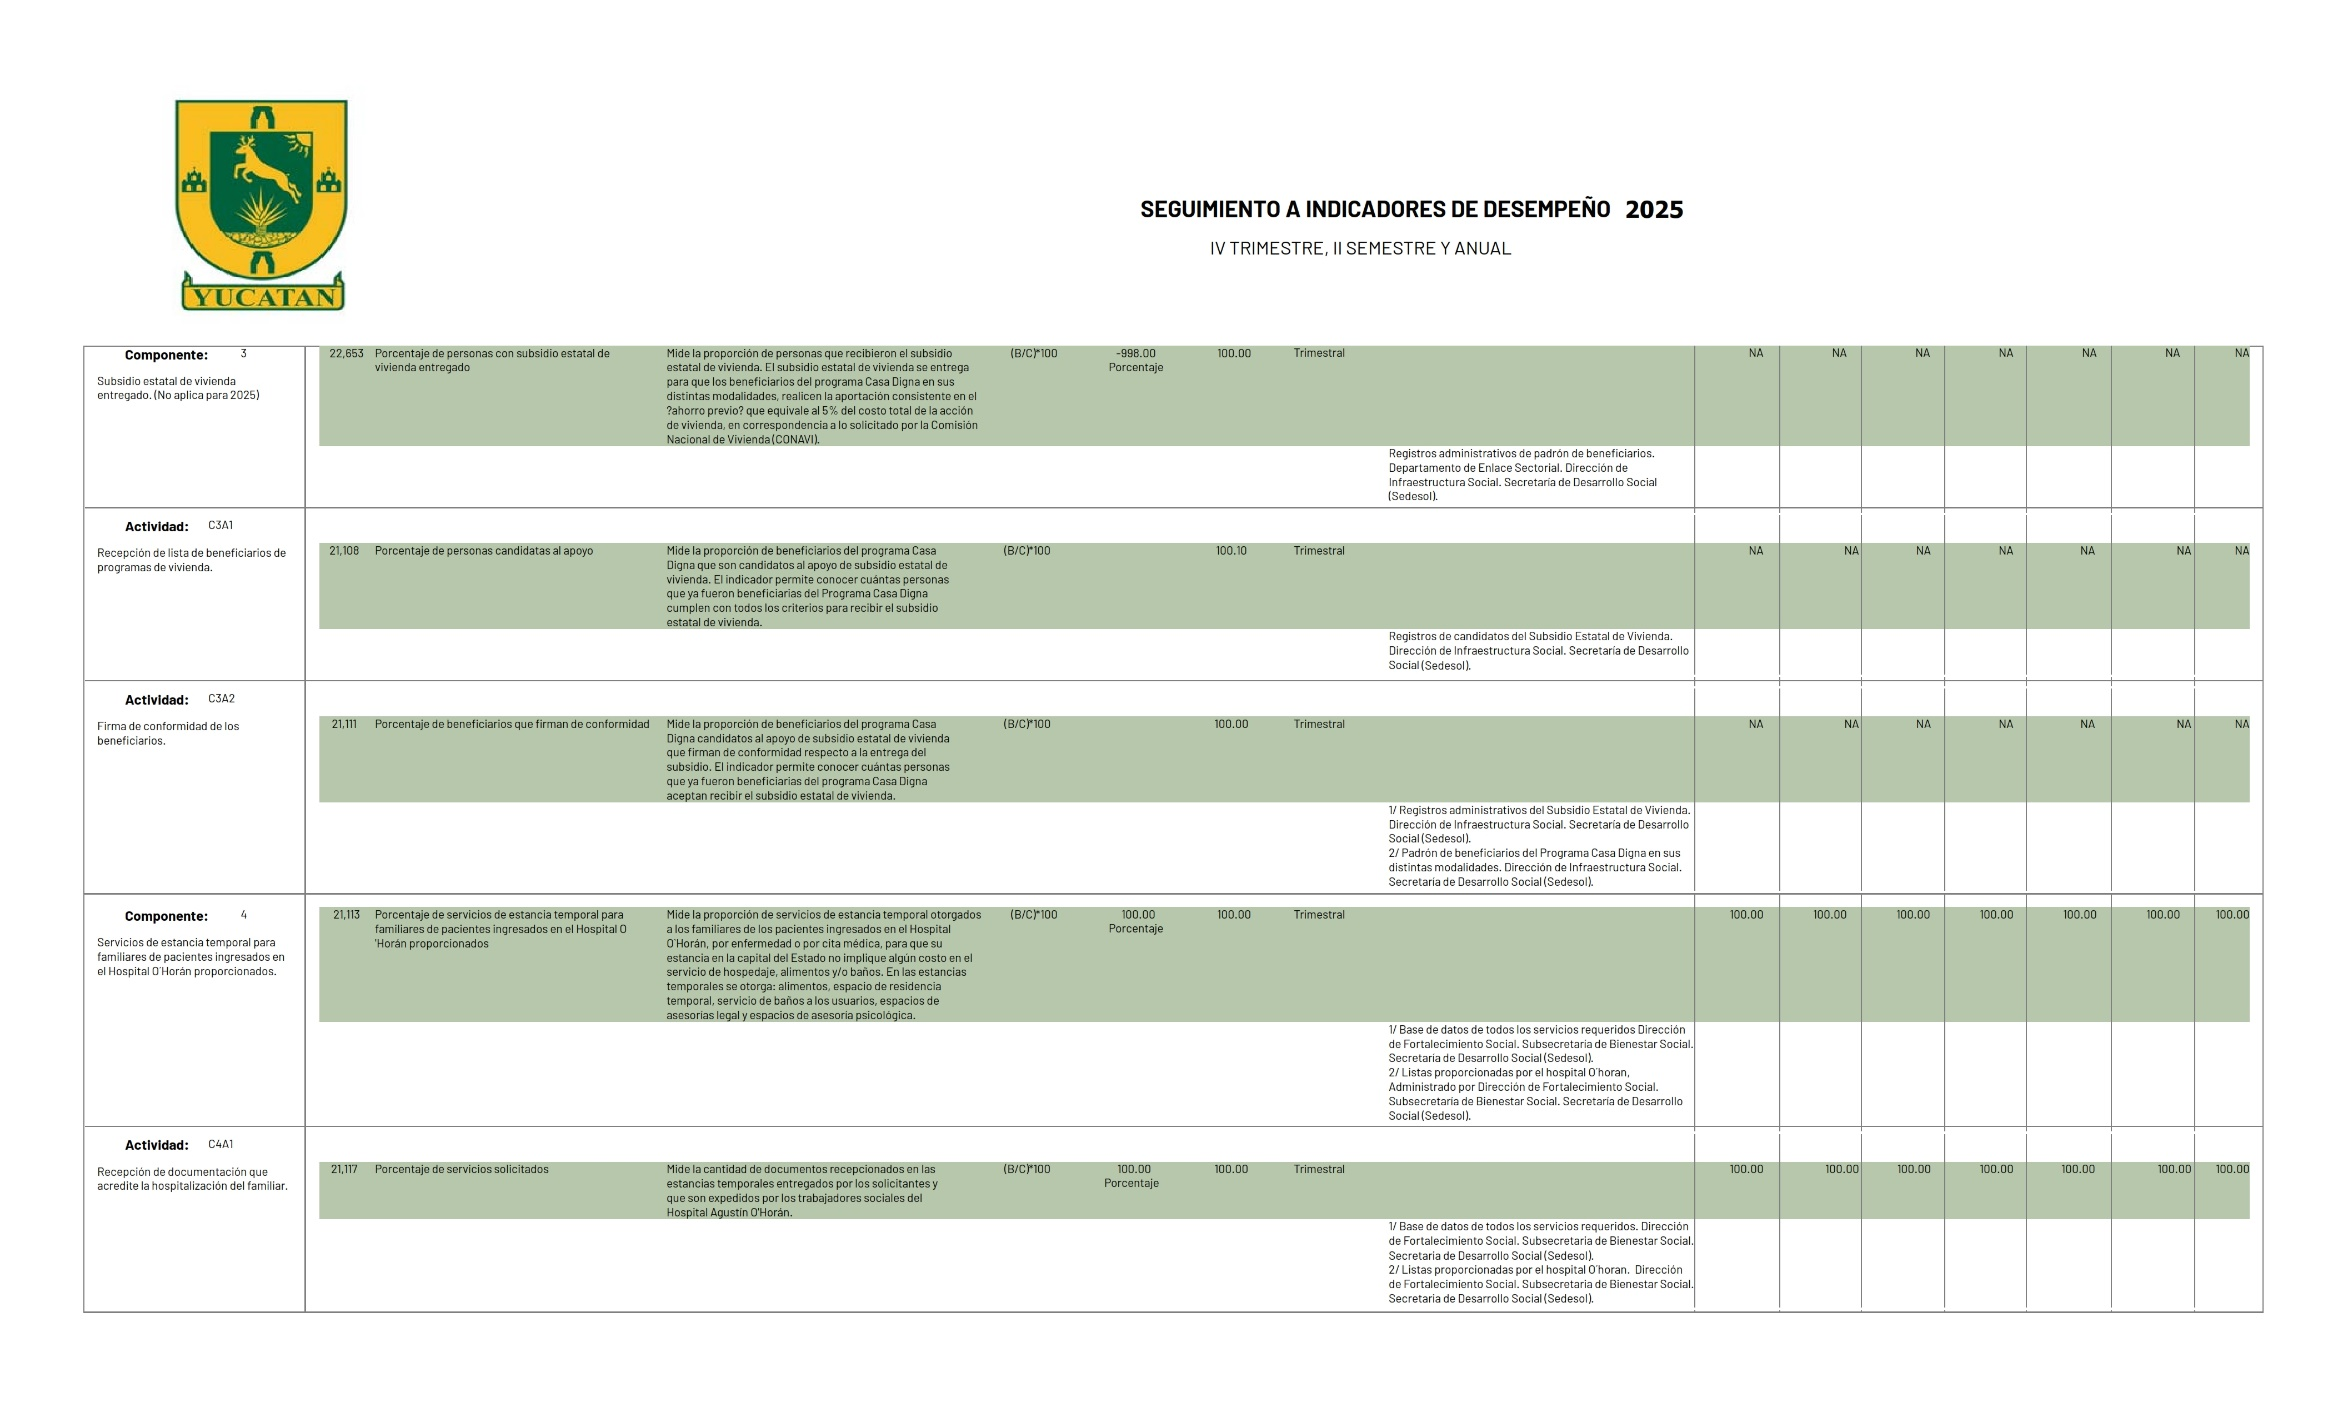 YUCATAN
SEGUIMIENTO A INDICADORES DE DESEMPEÑO 2025
IV TRIMESTRE, II SEMESTRE Y ANUAL
Componente: 3
Subsidio estatal de vivienda
entregado. (No aplica para 2025)
22,653
Porcentaje de personas con subsidio estatal de
vivienda entregado
Mide la proporción de personas que recibieron el subsidio
estatal de vivienda. El subsidio estatal de vivienda se entrega
para que los beneficiarios del programa Casa Digna en sus
distintas modalidades, realicen la aportación consistente en el
?ahorro previo? que equivale al 5% del costo total de la acción
de vivienda, en correspondencia a lo solicitado por la Comisión
Nacional de Vivienda (CONAVI).
(B/C)*100
-998.00
Porcentaje
100.00
Trimestral
NA NA NA NA NA NA NA
Registros administrativos de padrón de beneficiarios.
Departamento de Enlace Sectorial. Dirección de
Infraestructura Social. Secretaría de Desarrollo Social
(Sedesol).
Actividad: C3A1
Recepción de lista de beneficiarios de
programas de vivienda.
21,108
Porcentaje de personas candidatas al apoyo
Mide la proporción de beneficiarios del programa Casa
Digna que son candidatos al apoyo de subsidio estatal de
vivienda. El indicador permite conocer cuántas personas
que ya fueron beneficiarias del Programa Casa Digna
cumplen con todos los criterios para recibir el subsidio
estatal de vivienda.
(B/C)*100
100.10
Trimestral
NA NA NA NA NA NA NA
Registros de candidatos del Subsidio Estatal de Vivienda.
Dirección de Infraestructura Social. Secretaría de Desarrollo
Social (Sedesol).
Actividad: C3A2
Firma de conformidad de los
beneficiarios.
21,111
Porcentaje de beneficiarios que firman de conformidad
Mide la proporción de beneficiarios del programa Casa
Digna candidatos al apoyo de subsidio estatal de vivienda
que firman de conformidad respecto a la entrega del
subsidio. El indicador permite conocer cuántas personas
que ya fueron beneficiarias del programa Casa Digna
aceptan recibir el subsidio estatal de vivienda.
(B/C)*100
100.00
Trimestral
NA NA NA NA NA NA NA
1/ Registros administrativos del Subsidio Estatal de Vivienda.
Dirección de Infraestructura Social. Secretaría de Desarrollo
Social (Sedesol).
2/ Padrón de beneficiarios del Programa Casa Digna en sus
distintas modalidades. Dirección de Infraestructura Social.
Secretaría de Desarrollo Social (Sedesol).
Componente: 4
Servicios de estancia temporal para
familiares de pacientes ingresados en
el Hospital O´Horán proporcionados.
21,113
Porcentaje de servicios de estancia temporal para
familiares de pacientes ingresados en el Hospital O
'Horán proporcionados
Mide la proporción de servicios de estancia temporal otorgados
a los familiares de los pacientes ingresados en el Hospital
O´Horán, por enfermedad o por cita médica, para que su
estancia en la capital del Estado no implique algún costo en el
servicio de hospedaje, alimentos y/o baños. En las estancias
temporales se otorga: alimentos, espacio de residencia
temporal, servicio de baños a los usuarios, espacios de
asesorías legal y espacios de asesoría psicológica.
(B/C)*100
100.00
Porcentaje
100.00
Trimestral
100.00 100.00 100.00 100.00 100.00 100.00 100.00
1/ Base de datos de todos los servicios requeridos Dirección
de Fortalecimiento Social. Subsecretaría de Bienestar Social.
Secretaría de Desarrollo Social (Sedesol).
2/ Listas proporcionadas por el hospital O´horan,
Administrado por Dirección de Fortalecimiento Social.
Subsecretaría de Bienestar Social. Secretaría de Desarrollo
Social (Sedesol).
Actividad: C4A1
Recepción de documentación que
acredite la hospitalización del familiar.
21,117
Porcentaje de servicios solicitados
Mide la cantidad de documentos recepcionados en las
estancias temporales entregados por los solicitantes y
que son expedidos por los trabajadores sociales del
Hospital Agustín O'Horán.
(B/C)*100
100.00
Porcentaje
100.00
Trimestral
100.00 100.00 100.00 100.00 100.00 100.00 100.00
1/ Base de datos de todos los servicios requeridos. Dirección
de Fortalecimiento Social. Subsecretaría de Bienestar Social.
Secretaría de Desarrollo Social (Sedesol).
2/ Listas proporcionadas por el hospital O´horan. Dirección
de Fortalecimiento Social. Subsecretaría de Bienestar Social.
Secretaría de Desarrollo Social (Sedesol).